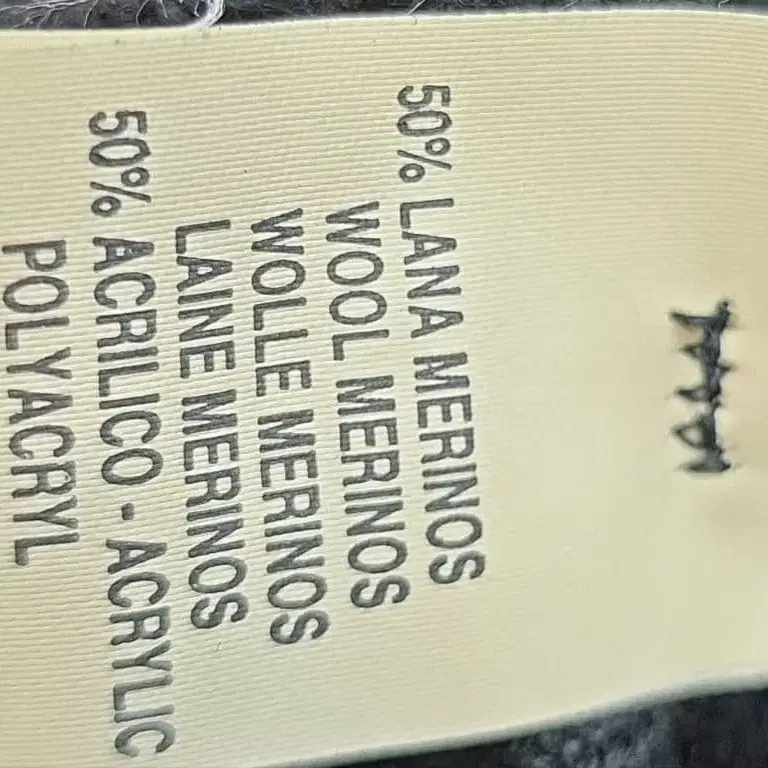 50% LANA MERINOS
WOOL MERINOS
WOLLE MERINOS
LAINE MERINOS
50% ACRILICO - ACRYLIC
POLYACRYL